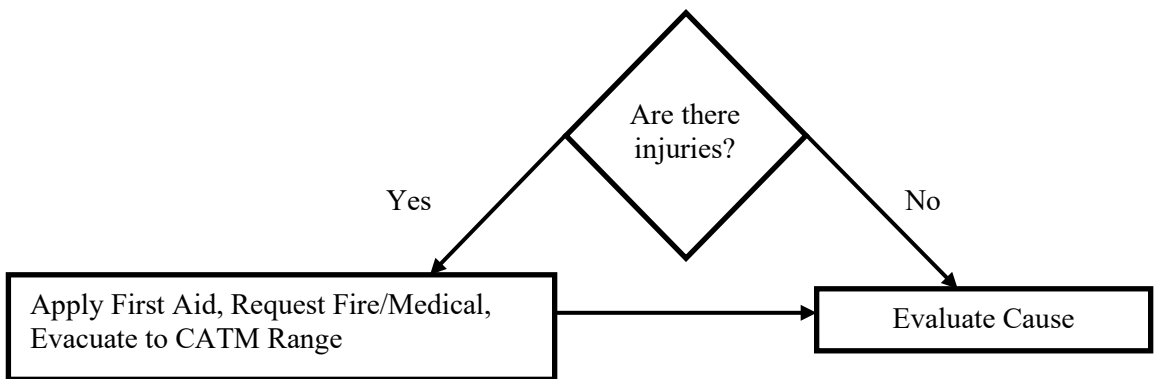 Are there
injuries?
Yes
No
Apply First Aid, Request Fire/Medical,
Evacuate to CATM Range
Evaluate Cause